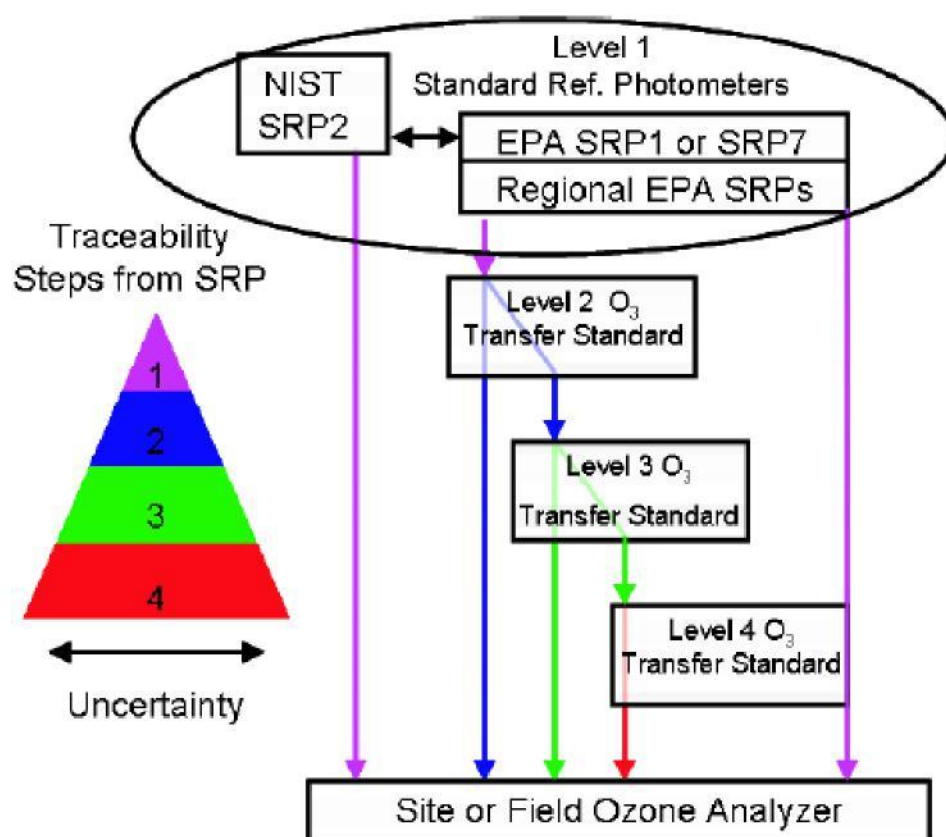 Level 1
Standard Ref. Photometers
NIST
SRP2
EPA SRP1 or SRP7
Regional EPA SRPs
Traceability
Steps from SRP
1
2
3
4
Uncertainty
Level 2 O₃
Transfer Standard
Level 3 O₃
Transfer Standard
Level 4 O₃
Transfer Standard
Site or Field Ozone Analyzer